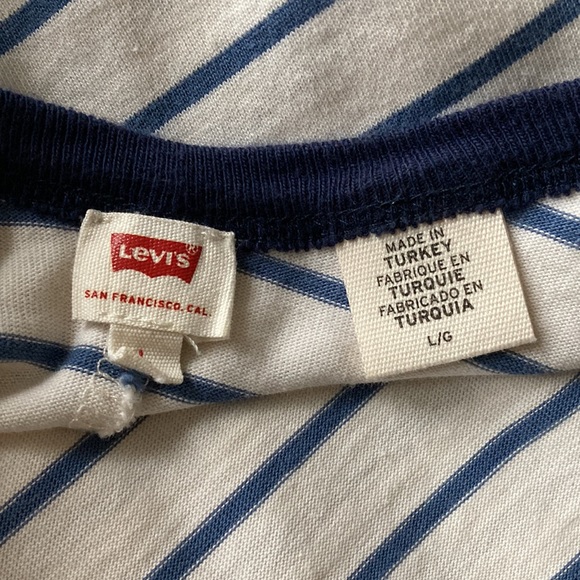 Levi's®
SAN FRANCISCO, CAL.
MADE IN
TURKEY
FABRIQUE EN
TURQUIE
FABRICADO EN
TURQUIA
L/G